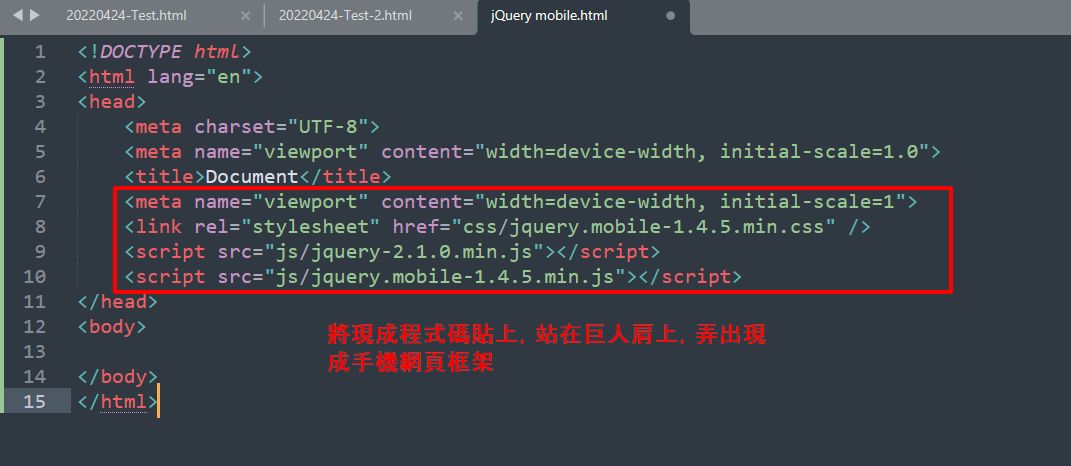 20220424-Test.html × 20220424-Test-2.html × jQuery mobile.html
1 <!DOCTYPE html>
2 <html lang="en">
3 <head>
4 <meta charset="UTF-8">
5 <meta name="viewport" content="width=device-width, initial-scale=1.0">
6 <title>Document</title>
7 <meta name="viewport" content="width=device-width, initial-scale=1">
8 <link rel="stylesheet" href="css/jquery.mobile-1.4.5.min.css" />
9 <script src="js/jquery-2.1.0.min.js"></script>
10 <script src="js/jquery.mobile-1.4.5.min.js"></script>
11 </head>
12 <body>
13
14 </body>
15 </html>
將現成程式碼貼上, 站在巨人肩上, 弄出現
成手機網頁框架